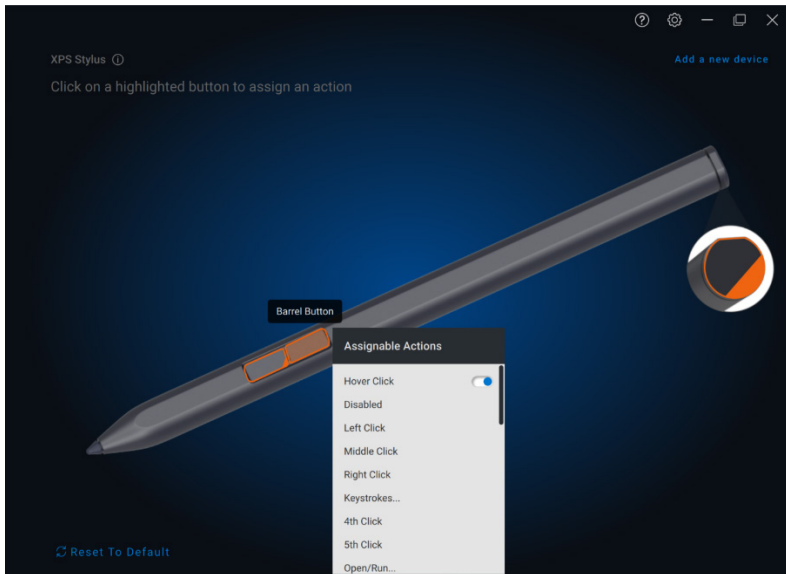 XPS Stylus
Add a new device
Click on a highlighted button to assign an action
Barrel Button
Assignable Actions
Hover Click
Disabled
Left Click
Middle Click
Right Click
Keystrokes...
4th Click
5th Click
Open/Run...
Reset To Default